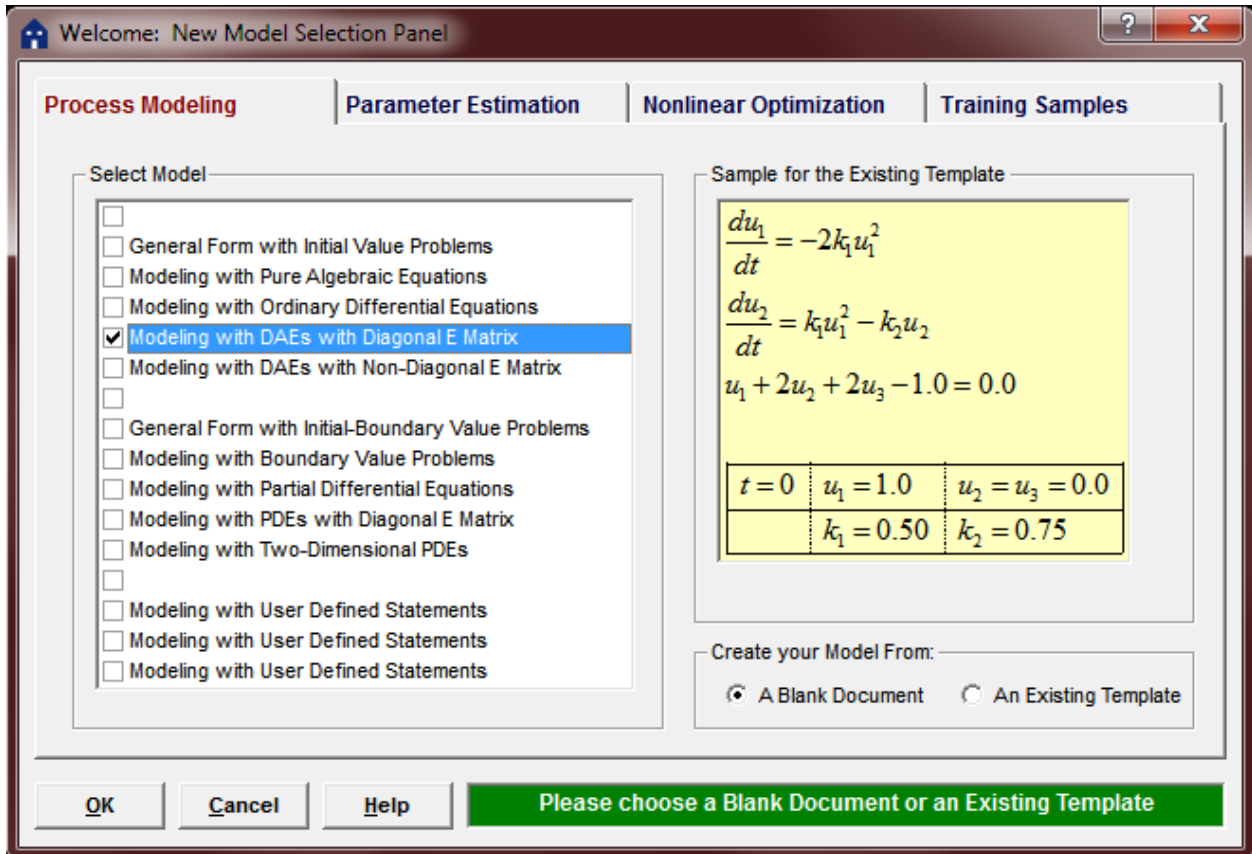 Welcome: New Model Selection Panel
?
X
Process Modeling
Parameter Estimation
Nonlinear Optimization
Training Samples
Select Model
General Form with Initial Value Problems
Modeling with Pure Algebraic Equations
Modeling with Ordinary Differential Equations
Modeling with DAEs with Diagonal E Matrix
Modeling with DAEs with Non-Diagonal E Matrix
General Form with Initial-Boundary Value Problems
Modeling with Boundary Value Problems
Modeling with Partial Differential Equations
Modeling with PDEs with Diagonal E Matrix
Modeling with Two-Dimensional PDEs
Modeling with User Defined Statements
Modeling with User Defined Statements
Modeling with User Defined Statements
Sample for the Existing Template
du₁/dt = −2k₁u₁²
du₂/dt = k₁u₁² − k₂u₂
u₁ + 2u₂ + 2u₃ − 1.0 = 0.0
t = 0 u₁ = 1.0 u₂ = u₃ = 0.0
k₁ = 0.50 k₂ = 0.75
Create your Model From:
A Blank Document An Existing Template
OK
Cancel
Help
Please choose a Blank Document or an Existing Template